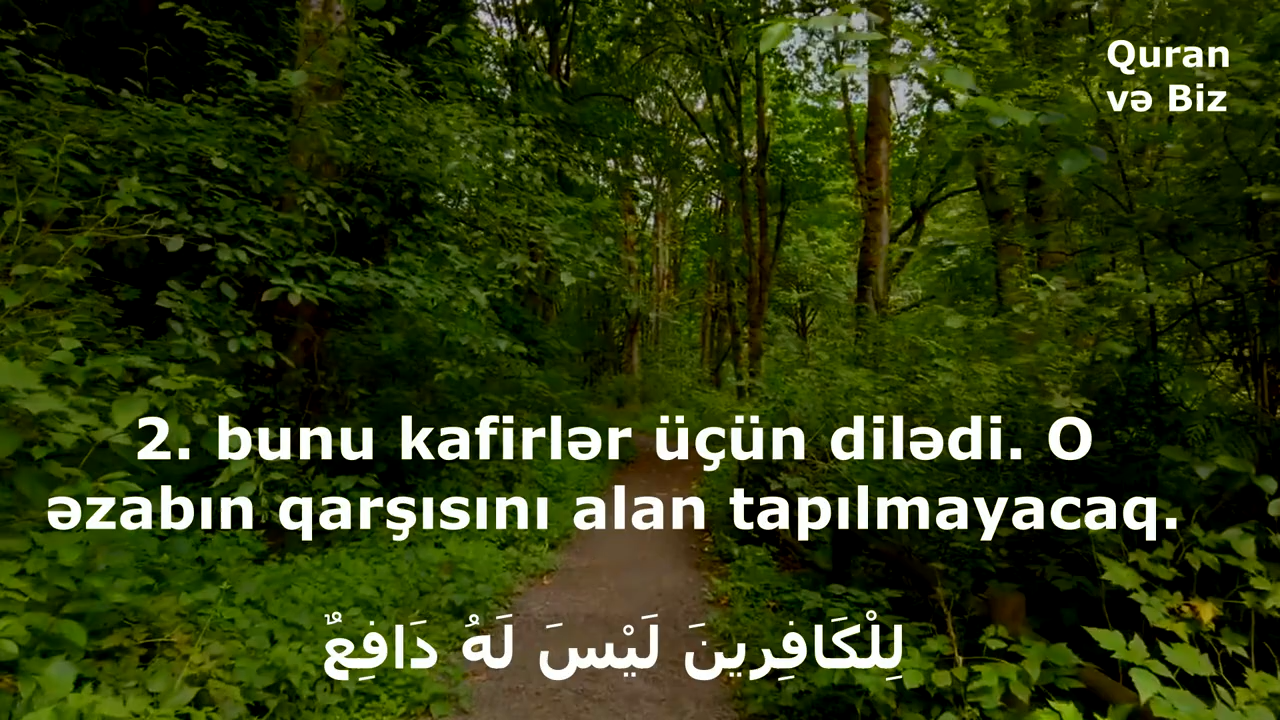 Quran
və Biz
2. bunu kafirlər üçün dilədi. O
əzabın qarşısını alan tapılmayacaq.
لِلْكَافِرِينَ لَيْسَ لَهُ دَافِعٌ